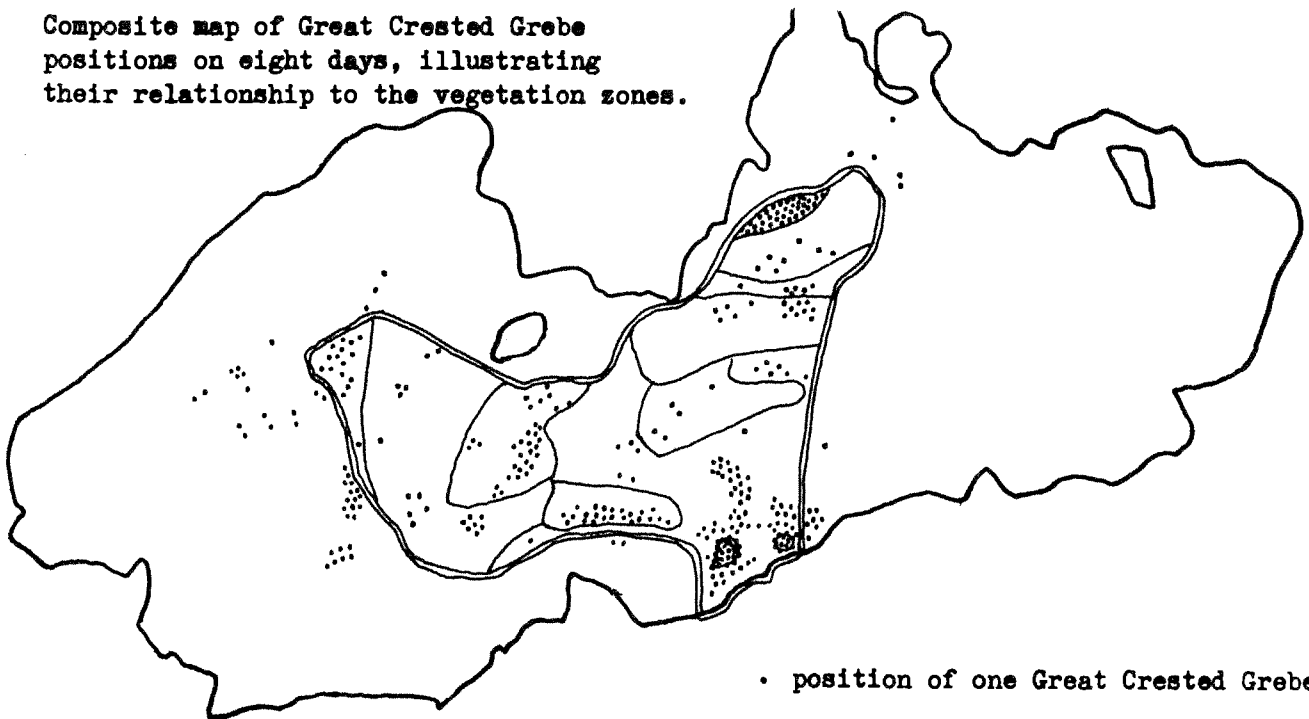 Composite map of Great Crested Grebe
positions on eight days, illustrating
their relationship to the vegetation zones.
. position of one Great Crested Grebe